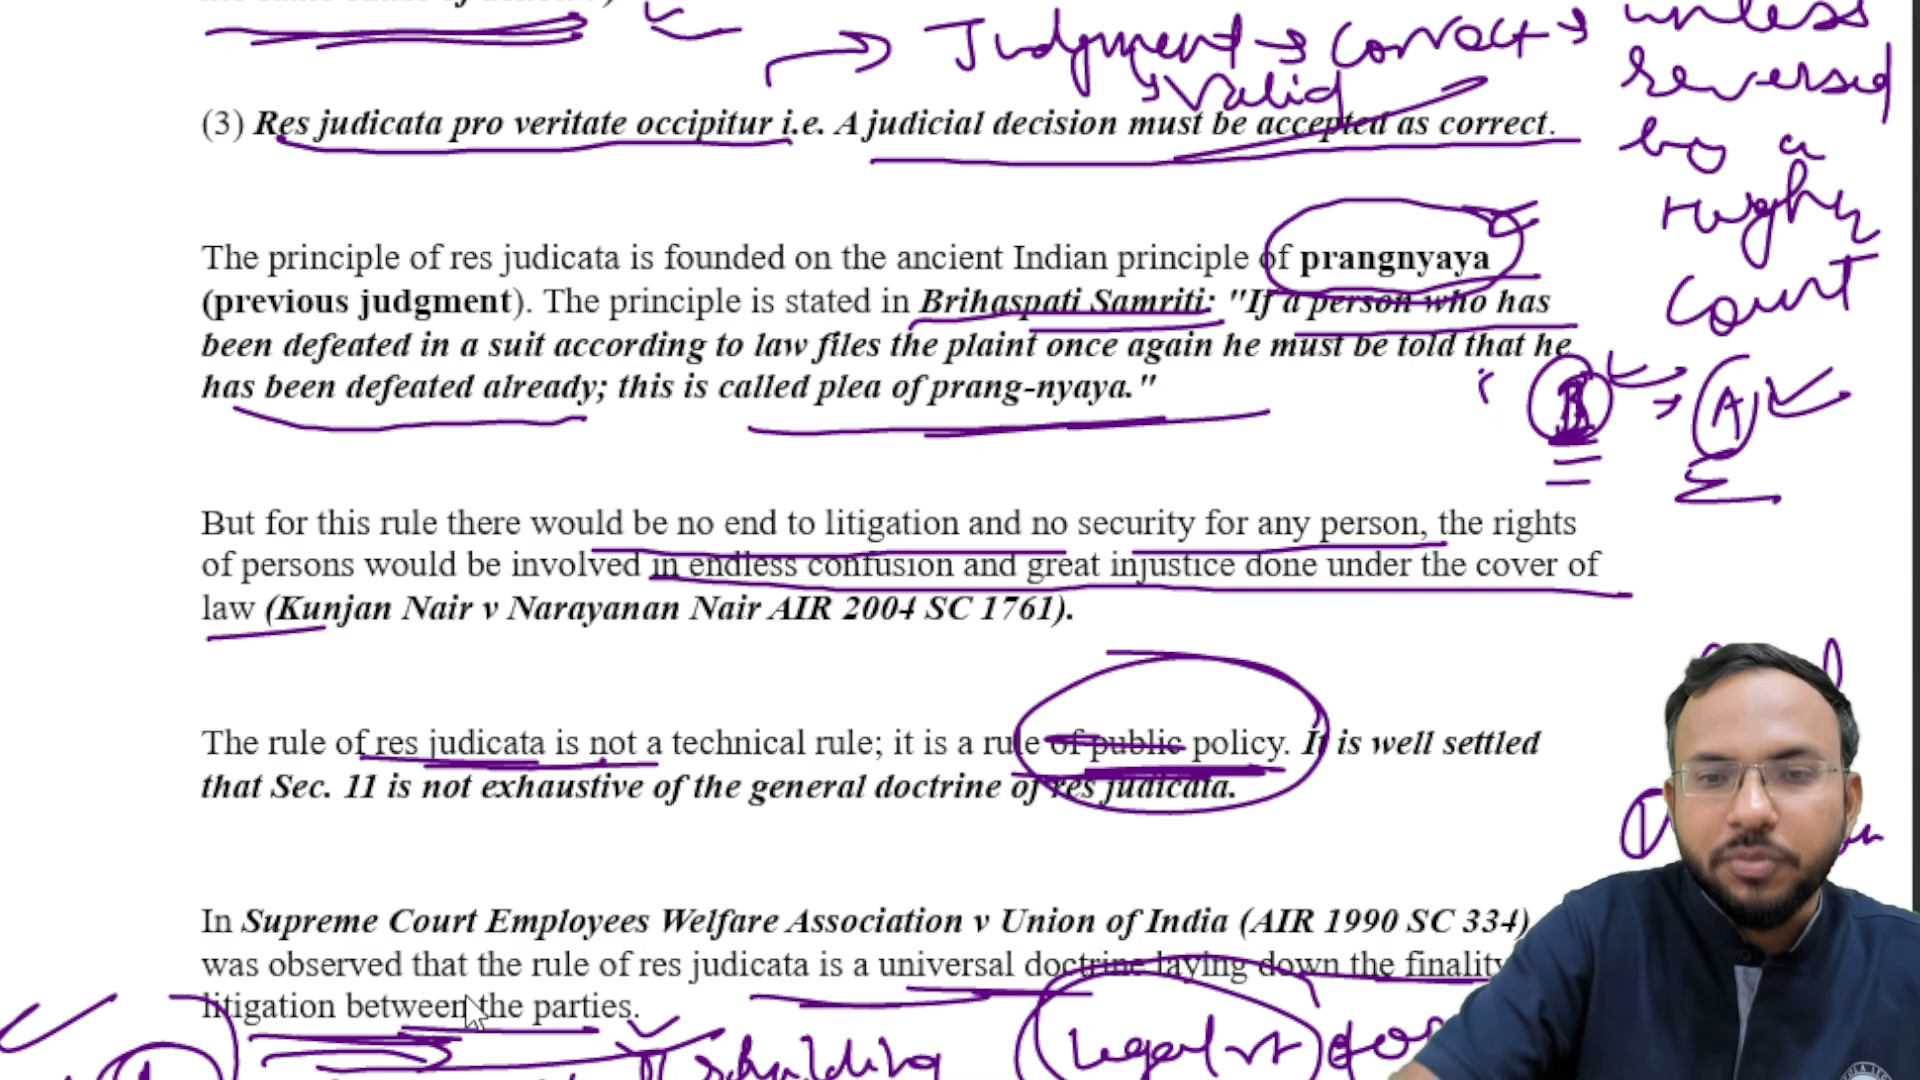 unless
Judgment → Correct →
reversed
↳ Valid
(3) Res judicata pro veritate occipitur i.e. A judicial decision must be accepted as correct.
by a
higher
Court
The principle of res judicata is founded on the ancient Indian principle of prangnyaya
(previous judgment). The principle is stated in Brihaspati Samriti: "If a person who has
been defeated in a suit according to law files the plaint once again he must be told that he
has been defeated already; this is called plea of prang-nyaya."
B → A
But for this rule there would be no end to litigation and no security for any person, the rights
of persons would be involved in endless confusion and great injustice done under the cover of
law (Kunjan Nair v Narayanan Nair AIR 2004 SC 1761).
The rule of res judicata is not a technical rule; it is a rule of public policy. It is well settled
that Sec. 11 is not exhaustive of the general doctrine of res judicata.
In Supreme Court Employees Welfare Association v Union of India (AIR 1990 SC 334)
was observed that the rule of res judicata is a universal doctrine laying down the finality
litigation between the parties.